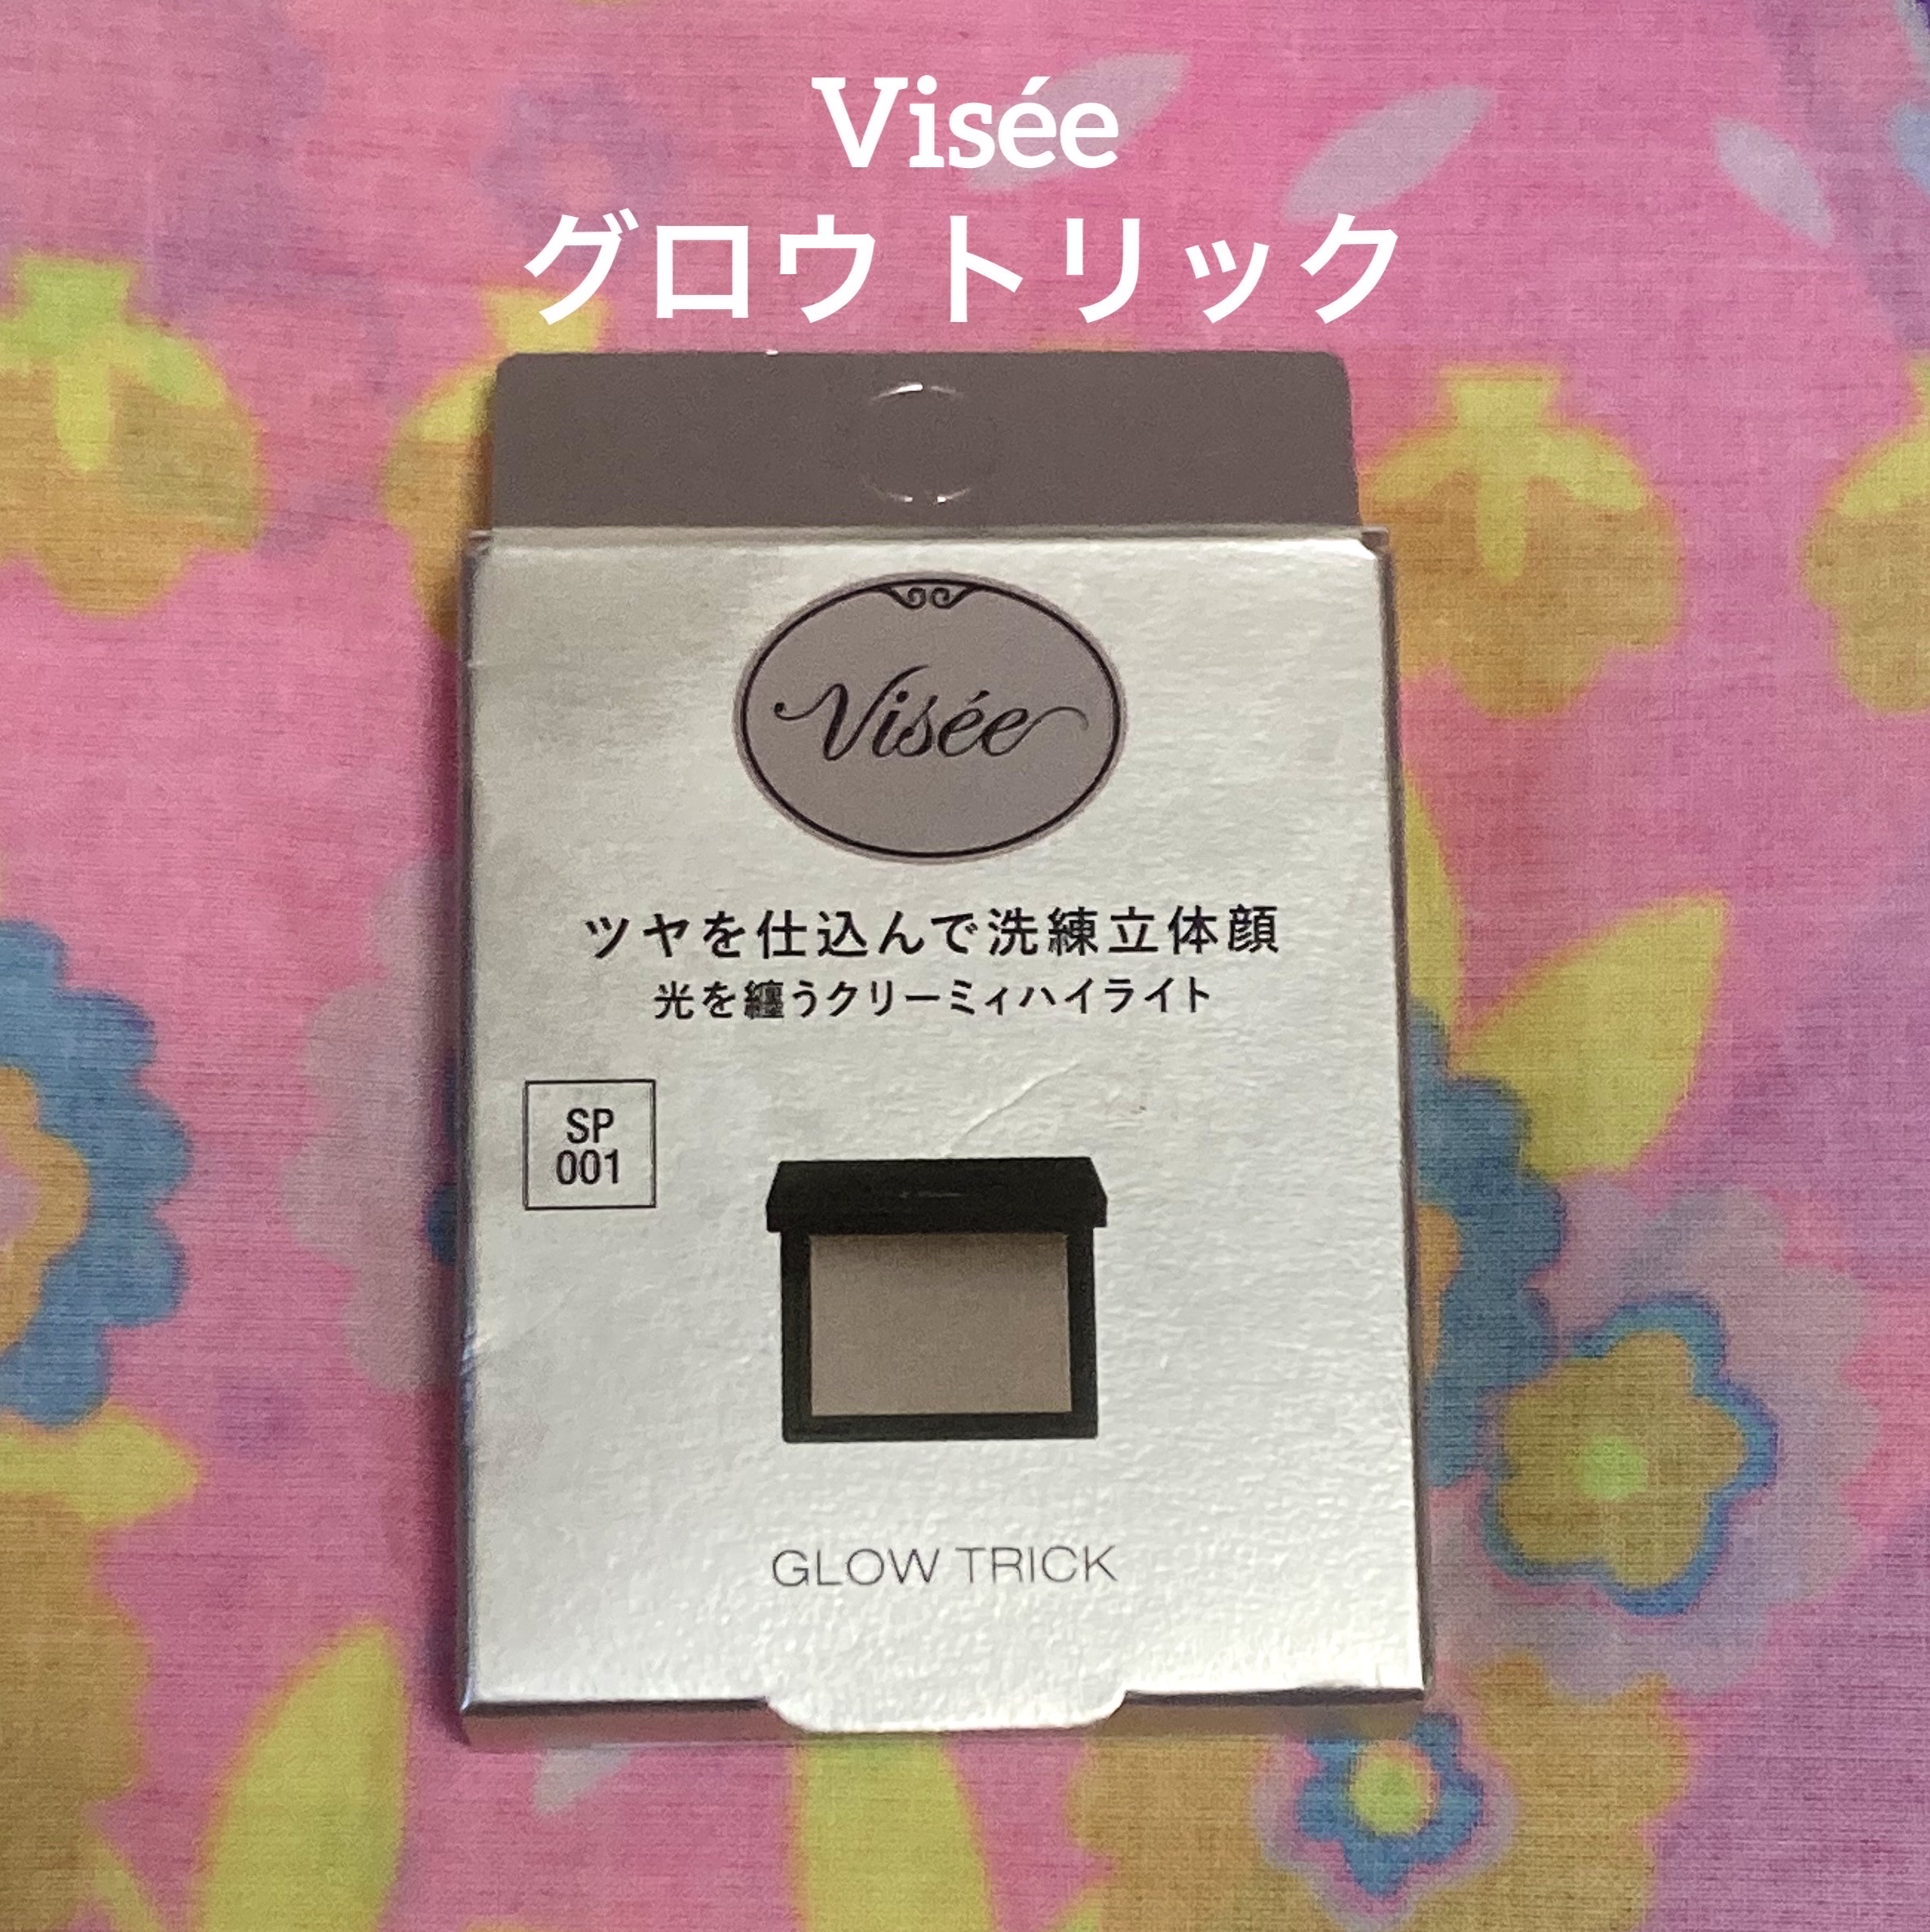 Visée
グロウ トリック
Visée
ツヤを仕込んで洗練立体顔
光を纏うクリーミィハイライト
SP
001
GLOW TRICK